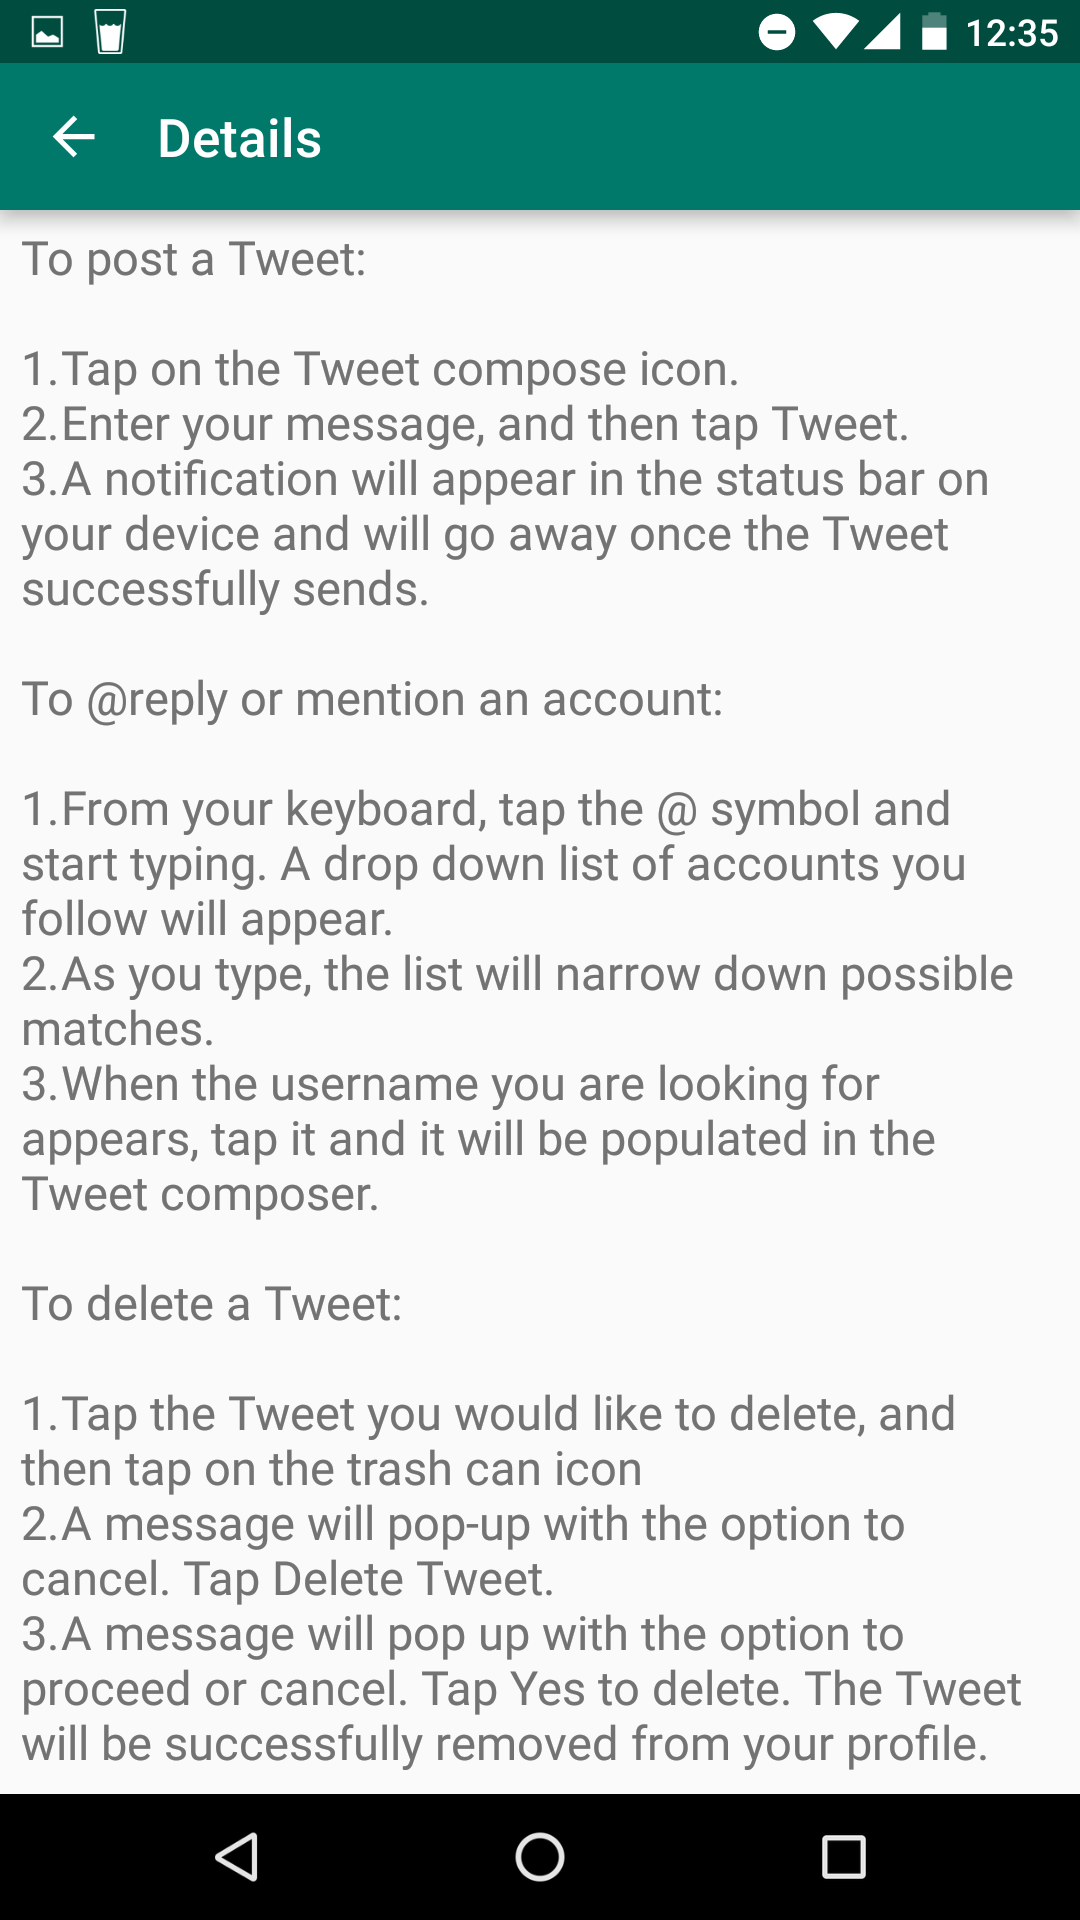 12:35
Details
To post a Tweet:
1.Tap on the Tweet compose icon.
2.Enter your message, and then tap Tweet.
3.A notification will appear in the status bar on
your device and will go away once the Tweet
successfully sends.
To @reply or mention an account:
1.From your keyboard, tap the @ symbol and
start typing. A drop down list of accounts you
follow will appear.
2.As you type, the list will narrow down possible
matches.
3.When the username you are looking for
appears, tap it and it will be populated in the
Tweet composer.
To delete a Tweet:
1.Tap the Tweet you would like to delete, and
then tap on the trash can icon
2.A message will pop-up with the option to
cancel. Tap Delete Tweet.
3.A message will pop up with the option to
proceed or cancel. Tap Yes to delete. The Tweet
will be successfully removed from your profile.